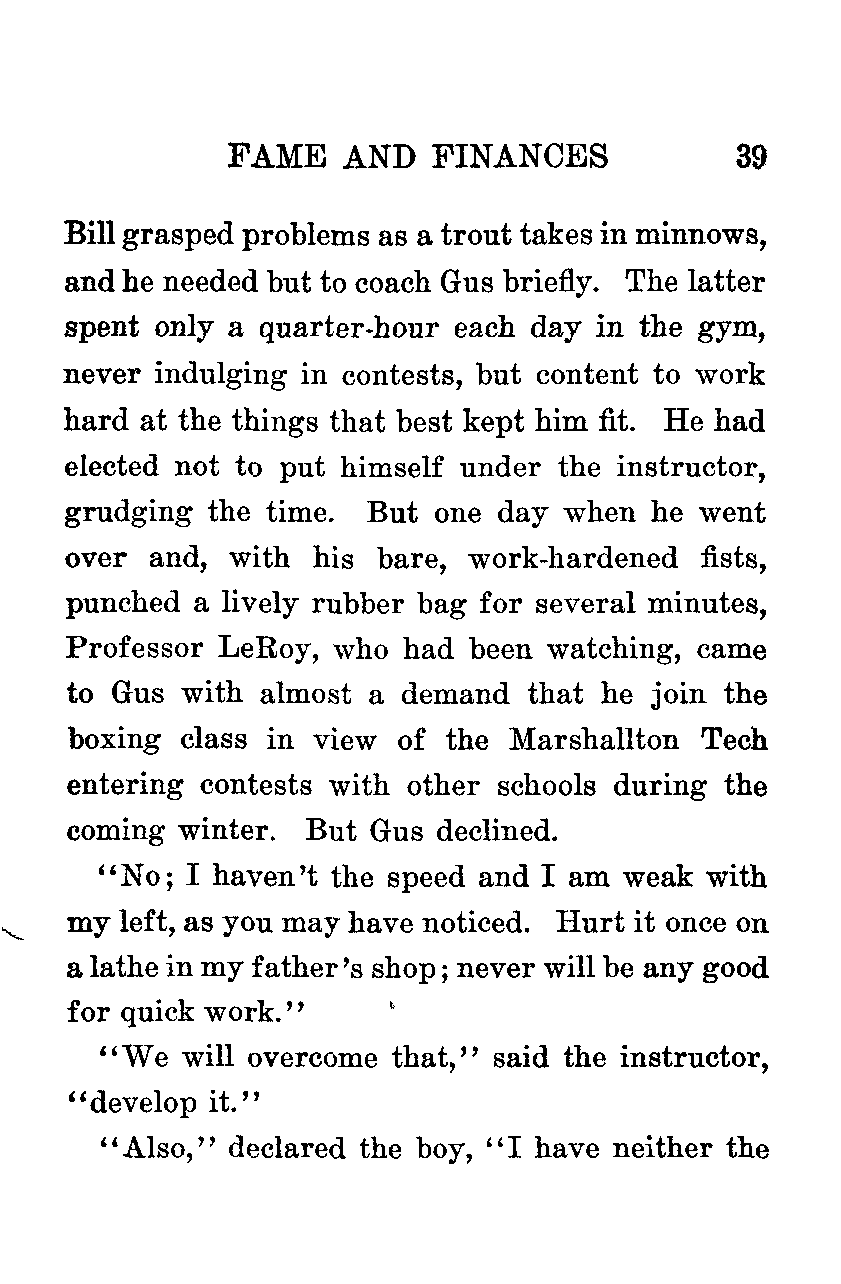 FAME AND FINANCES 39
Bill grasped problems as a trout takes in minnows,
and he needed but to coach Gus briefly. The latter
spent only a quarter-hour each day in the gym,
never indulging in contests, but content to work
hard at the things that best kept him fit. He had
elected not to put himself under the instructor,
grudging the time. But one day when he went
over and, with his bare, work-hardened fists,
punched a lively rubber bag for several minutes,
Professor LeRoy, who had been watching, came
to Gus with almost a demand that he join the
boxing class in view of the Marshallton Tech
entering contests with other schools during the
coming winter. But Gus declined.
"No; I haven't the speed and I am weak with
my left, as you may have noticed. Hurt it once on
a lathe in my father's shop; never will be any good
for quick work."
"We will overcome that," said the instructor,
"develop it."
"Also," declared the boy, "I have neither the